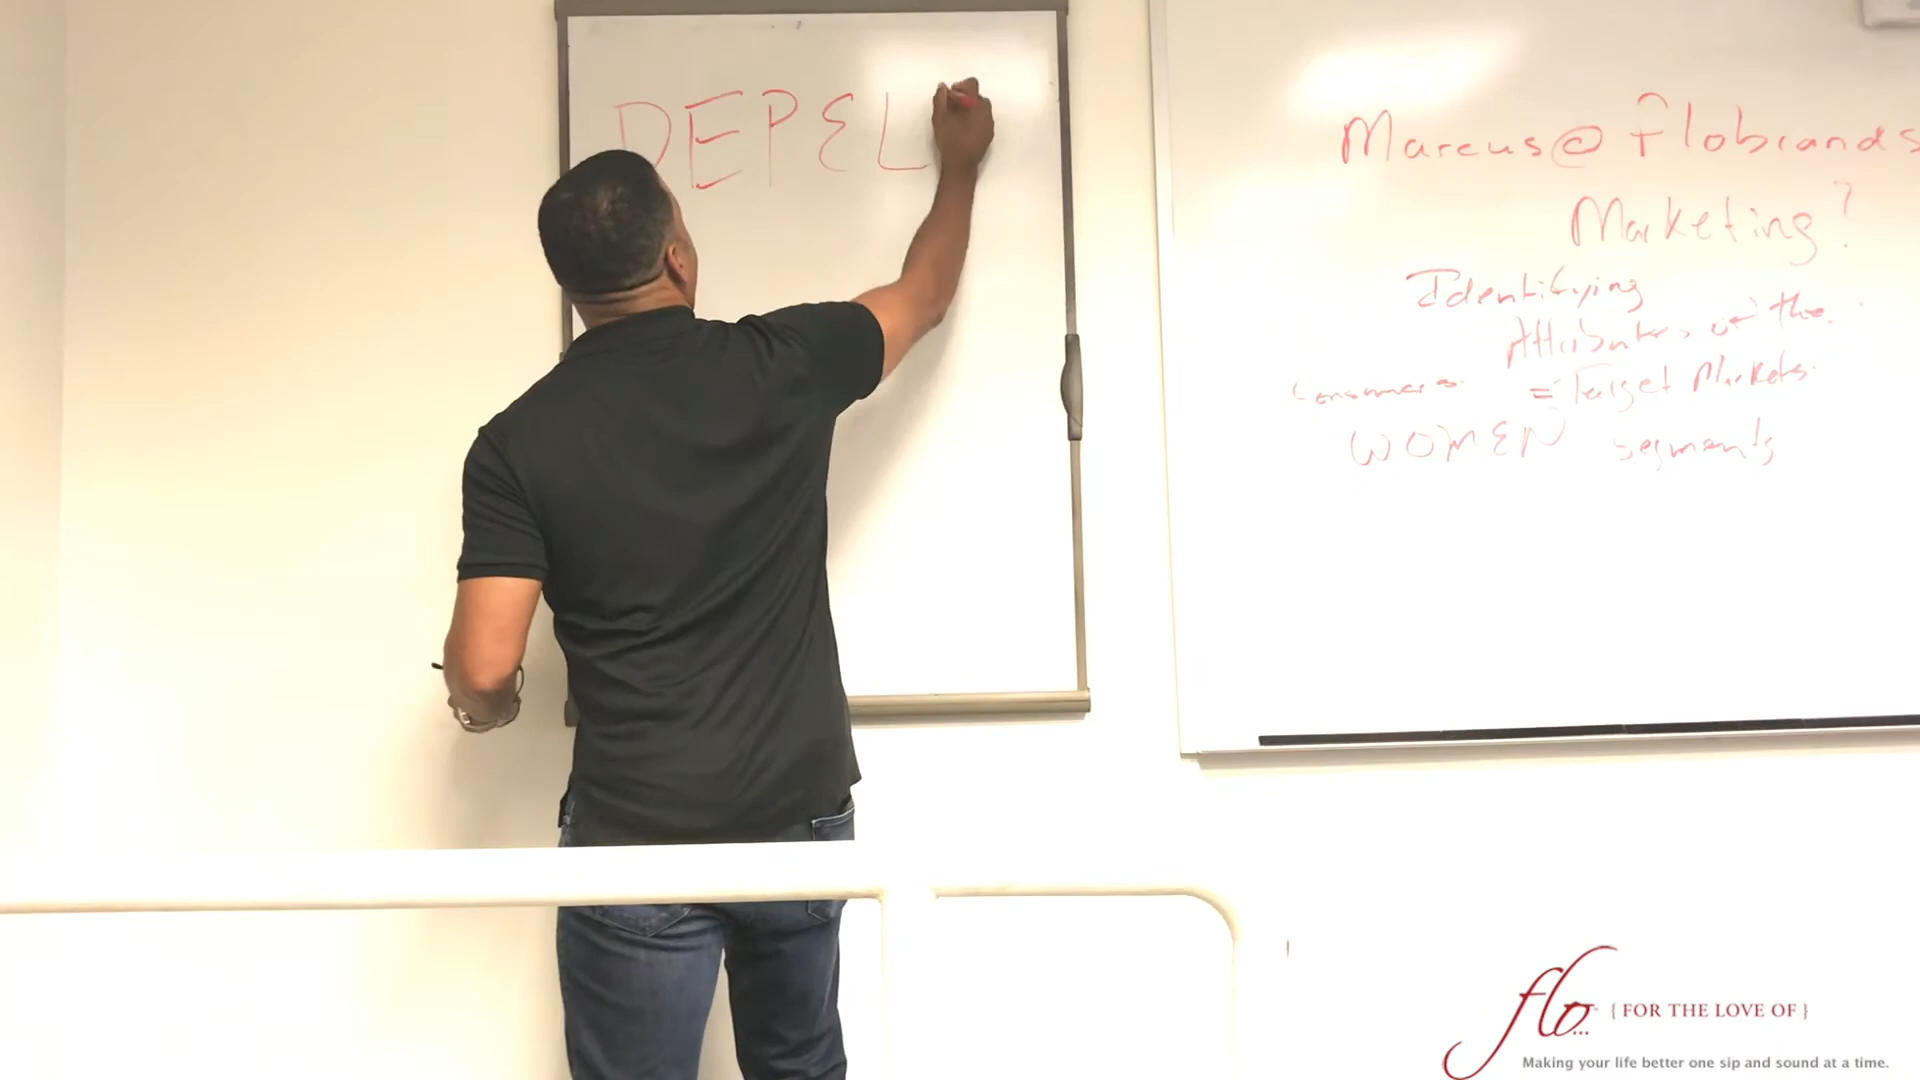 DEPEL
Marcus@flobrands
Marketing?
Identifying
Attributes of the
Consumers = Target Markets
WOMEN segments
flo...
{ FOR THE LOVE OF }
Making your life better one sip and sound at a time.